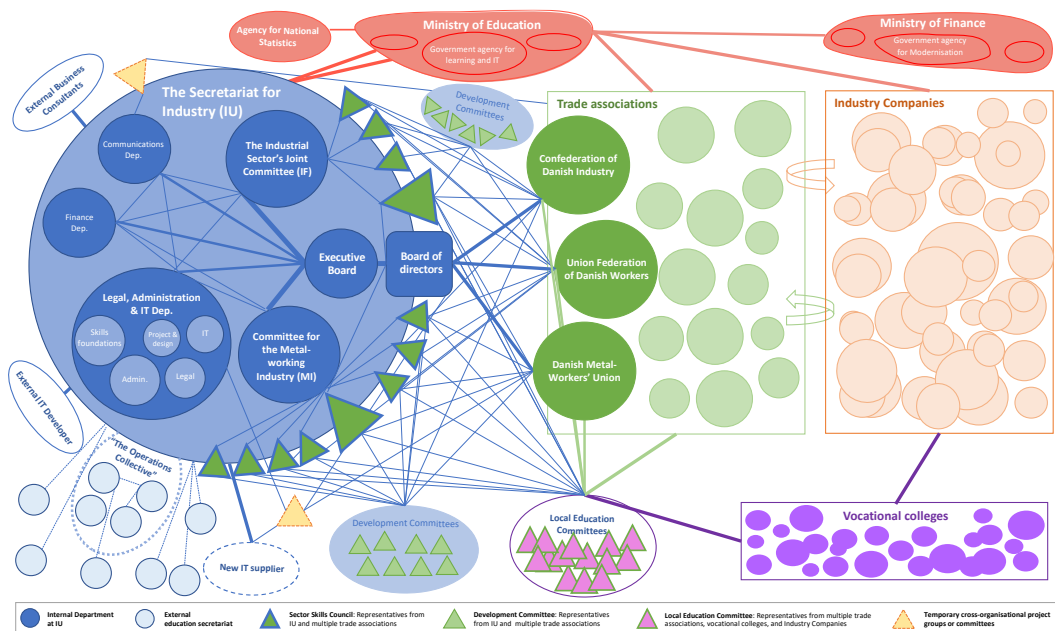 Agency for National
Statistics
Ministry of Education
Government agency for
learning and IT
Ministry of Finance
Government agency
for Modernisation
External Business
Consultants
The Secretariat for
Industry (IU)
Development
Committees
Trade associations
Industry Companies
Communications
Dep.
The Industrial
Sector's Joint
Committee (IF)
Confederation of
Danish Industry
Finance
Dep.
Executive
Board
Board of
directors
Union Federation
of Danish Workers
Legal, Administration
& IT Dep.
Skills
foundations
Project &
design
IT
Admin.
Legal
Committee for
the Metal-
working
Industry (MI)
Danish Metal-
Workers' Union
External IT Developer
"The Operations
Collective"
Development Committees
Local Education
Committees
Vocational colleges
New IT supplier
Internal Department
at IU
External
education secretariat
Sector Skills Council: Representatives from
IU and multiple trade associations
Development Committee: Representatives
from IU and multiple trade associations
Local Education Committee: Representatives from multiple trade
associations, vocational colleges, and Industry Companies
Temporary cross-organisational project
groups or committees